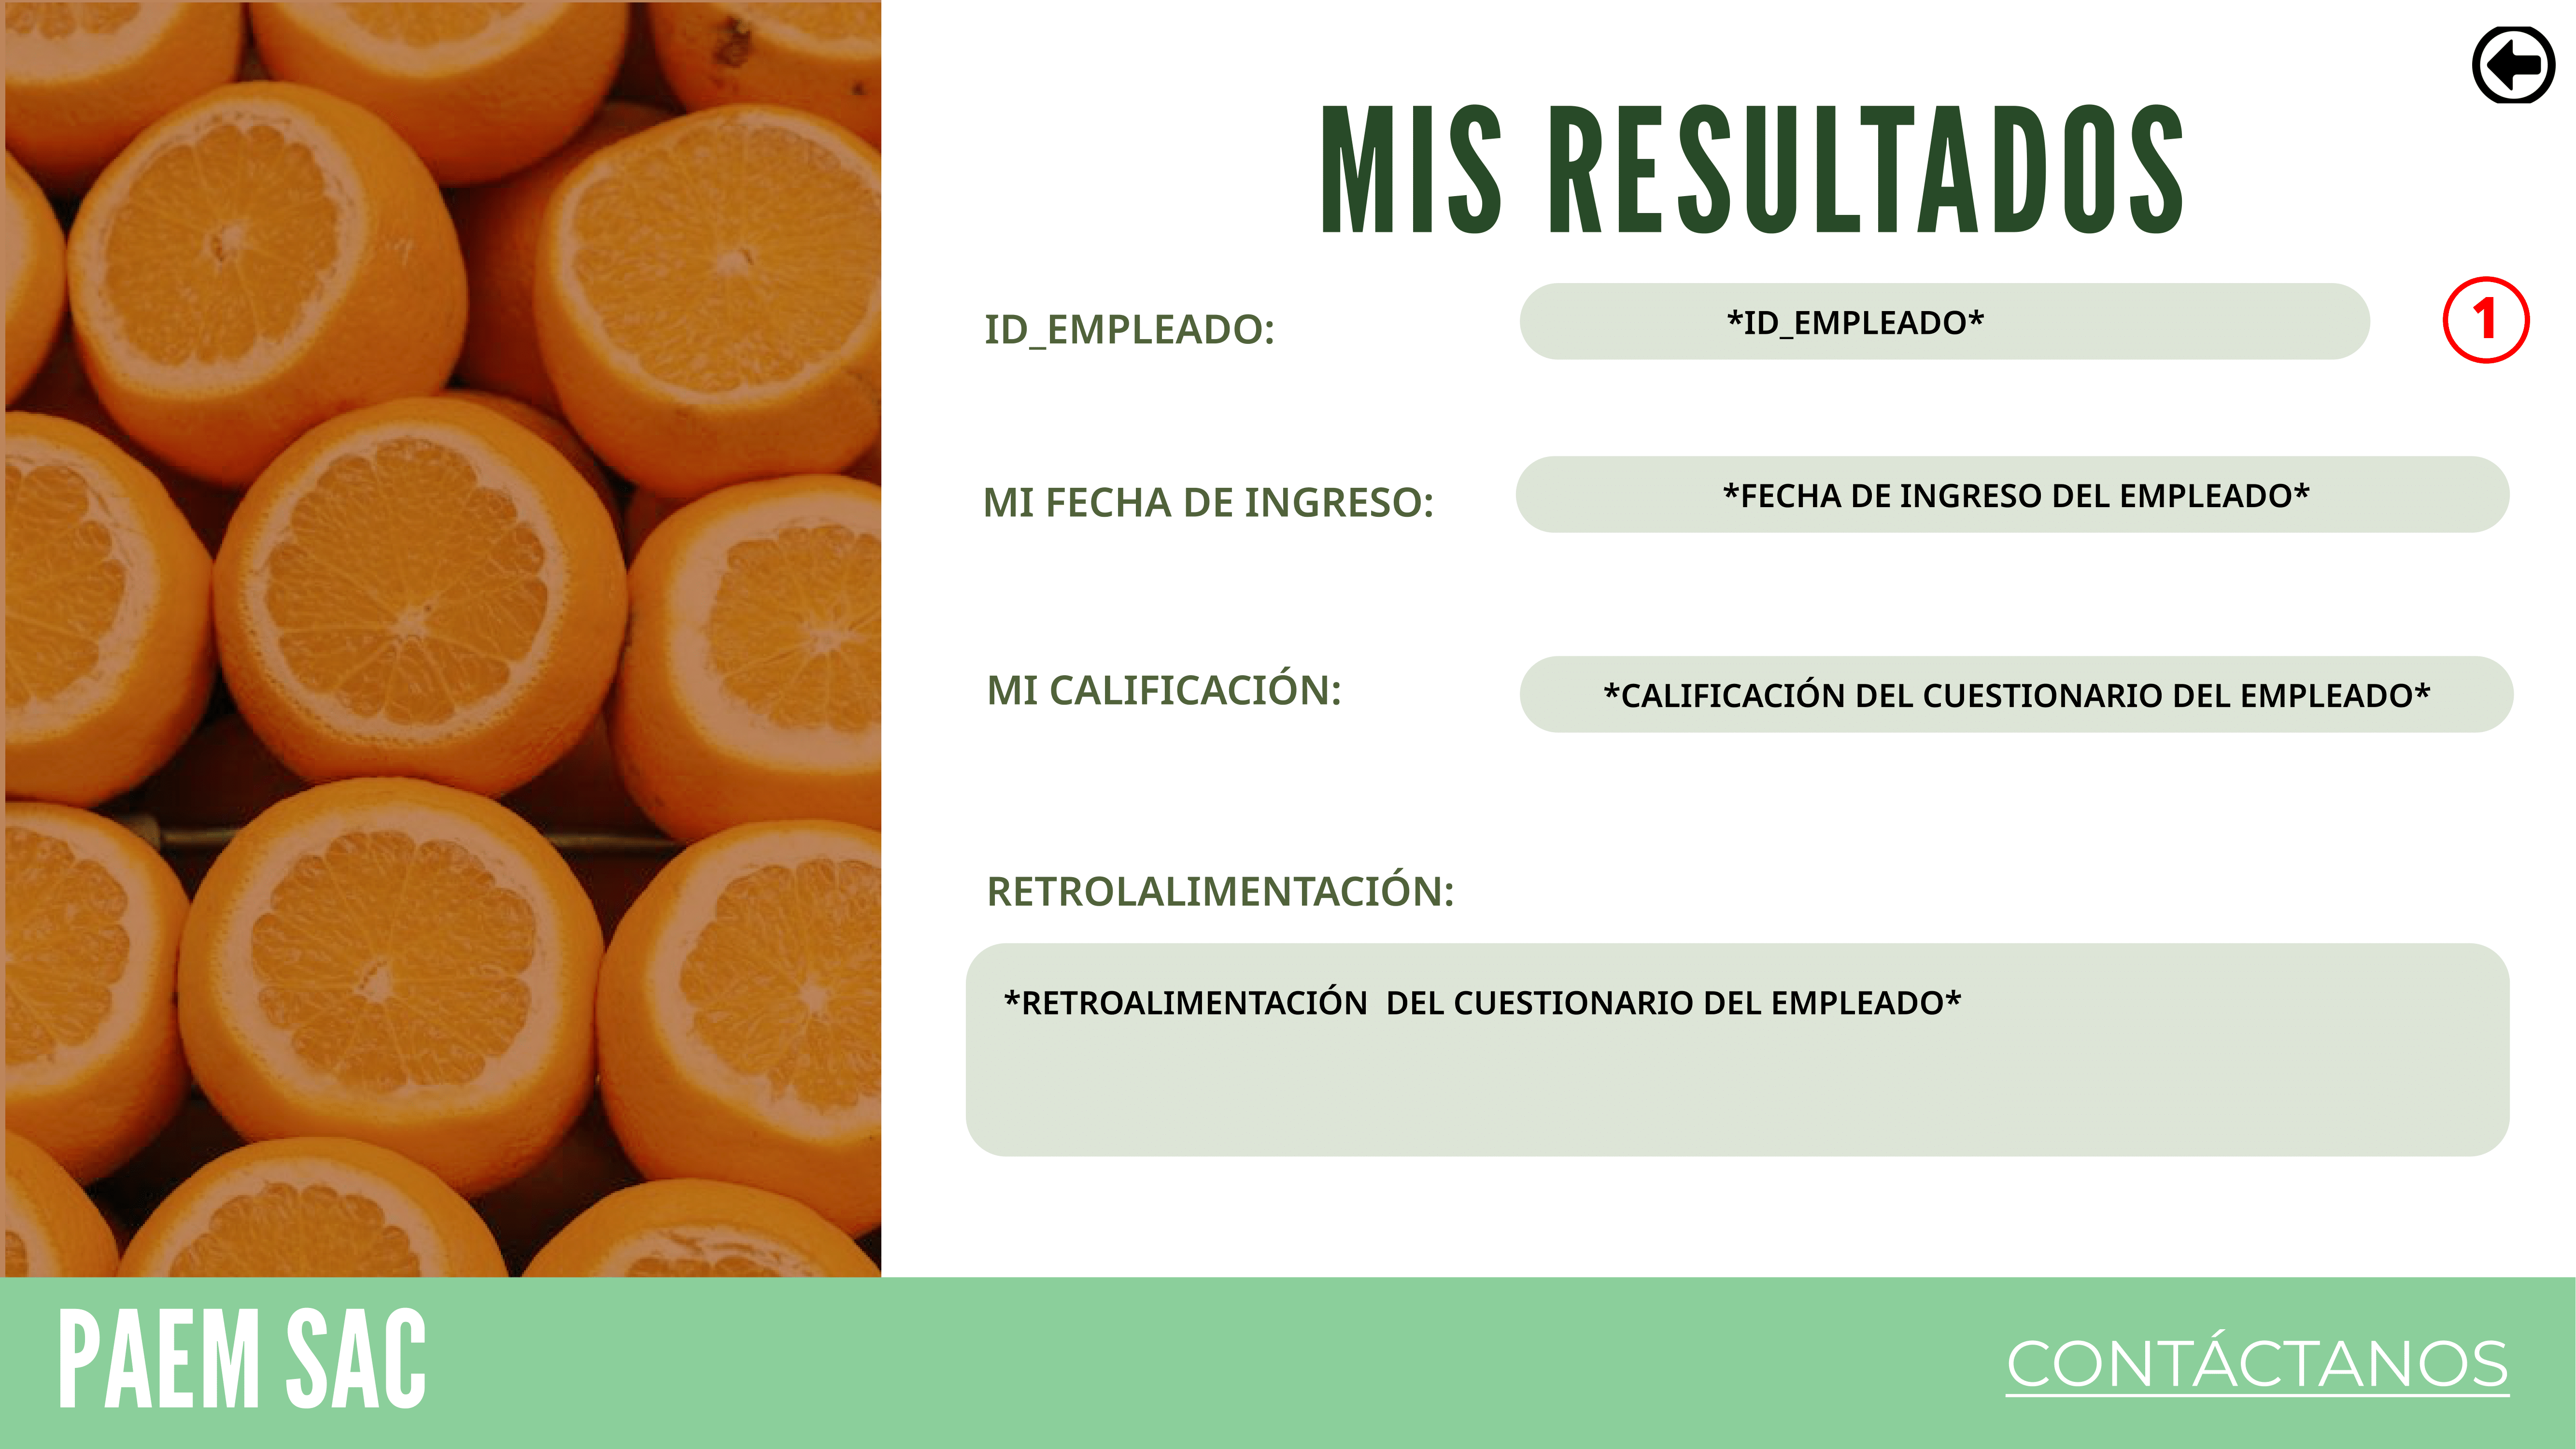 MIS RESULTADOS
ID_EMPLEADO:
*ID_EMPLEADO*
1
MI FECHA DE INGRESO:
*FECHA DE INGRESO DEL EMPLEADO*
MI CALIFICACIÓN:
*CALIFICACIÓN DEL CUESTIONARIO DEL EMPLEADO*
RETROLALIMENTACIÓN:
*RETROALIMENTACIÓN  DEL CUESTIONARIO DEL EMPLEADO*
PAEM SAC
CONTÁCTANOS